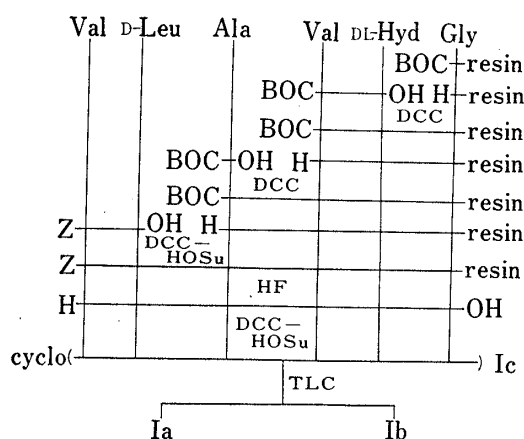 Val D-Leu Ala Val DL-Hyd Gly
BOC resin
BOC OH H resin
DCC
BOC resin
BOC OH H resin
DCC
BOC resin
Z OH H resin
DCC–
HOSu
Z resin
HF
H OH
DCC–
HOSu
cyclo( ) Ic
TLC
Ia Ib